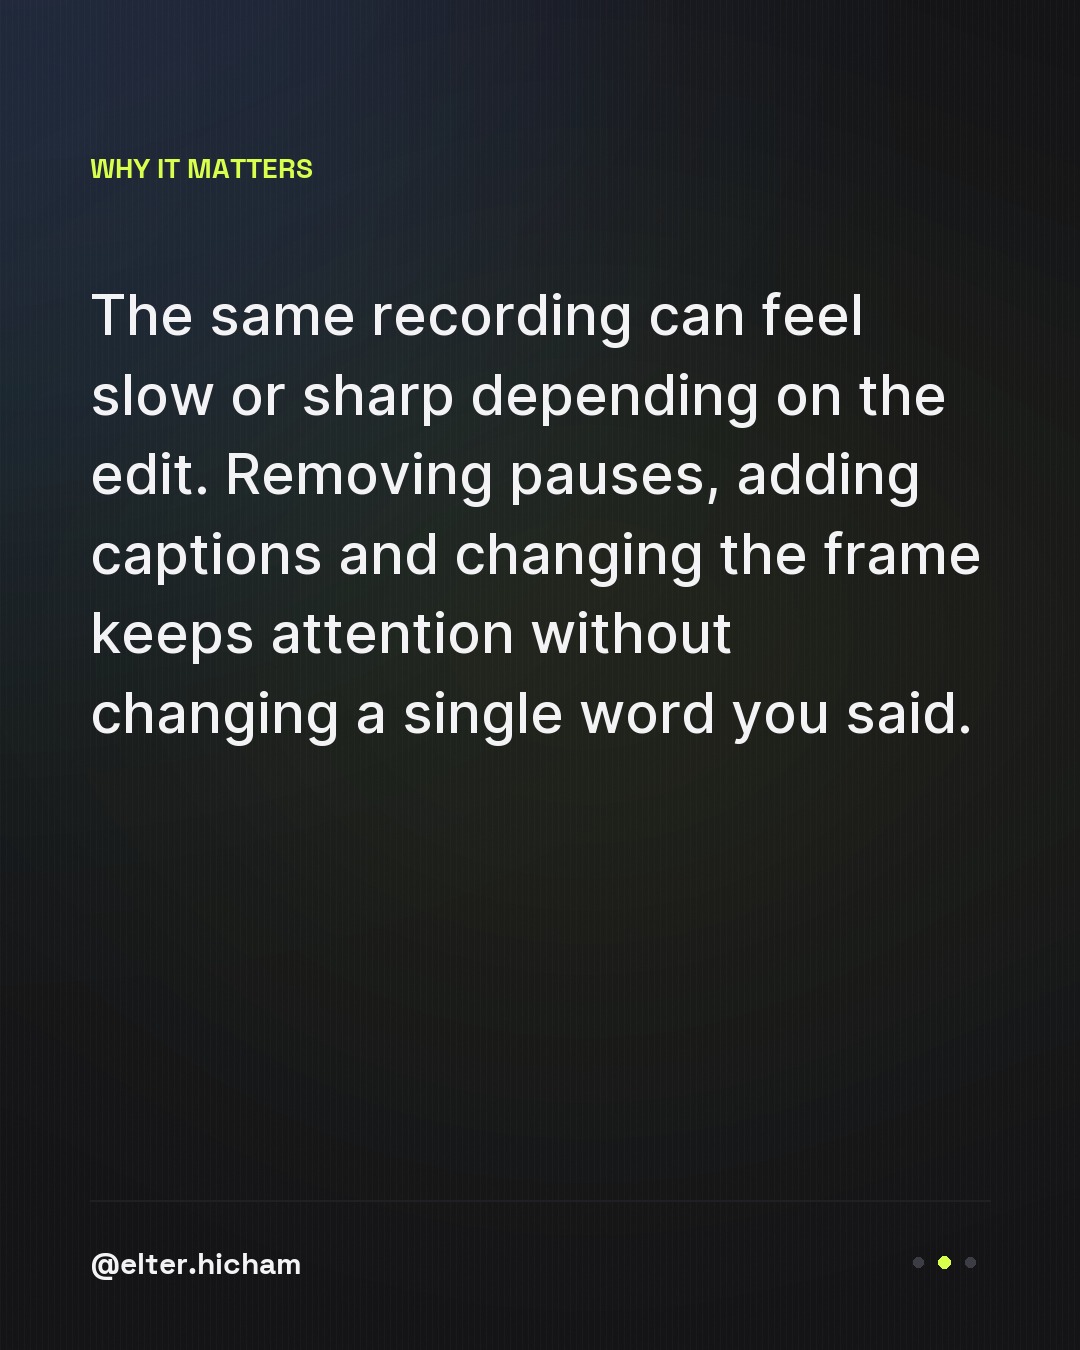 WHY IT MATTERS
The same recording can feel
slow or sharp depending on the
edit. Removing pauses, adding
captions and changing the frame
keeps attention without
changing a single word you said.
@elter.hicham